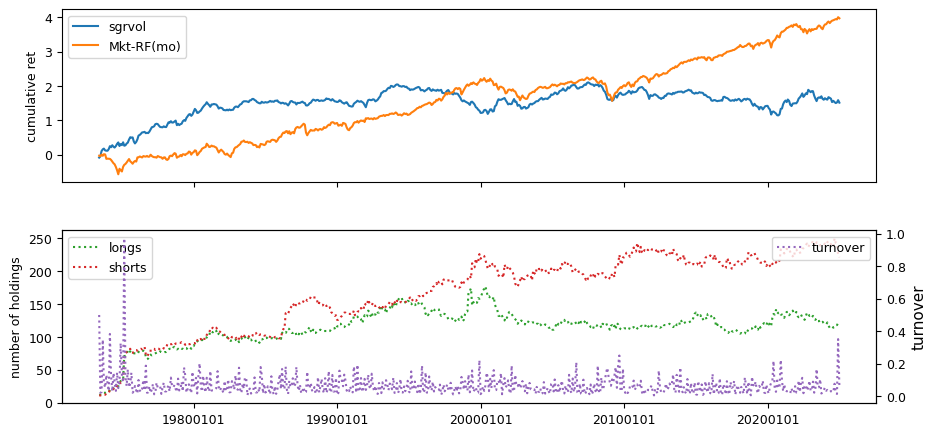 4
3
2
1
0
cumulative ret
sgrvol
Mkt-RF(mo)
250
200
150
100
50
0
number of holdings
longs
shorts
turnover
1.0
0.8
0.6
0.4
0.2
0.0
turnover
19800101
19900101
20000101
20100101
20200101